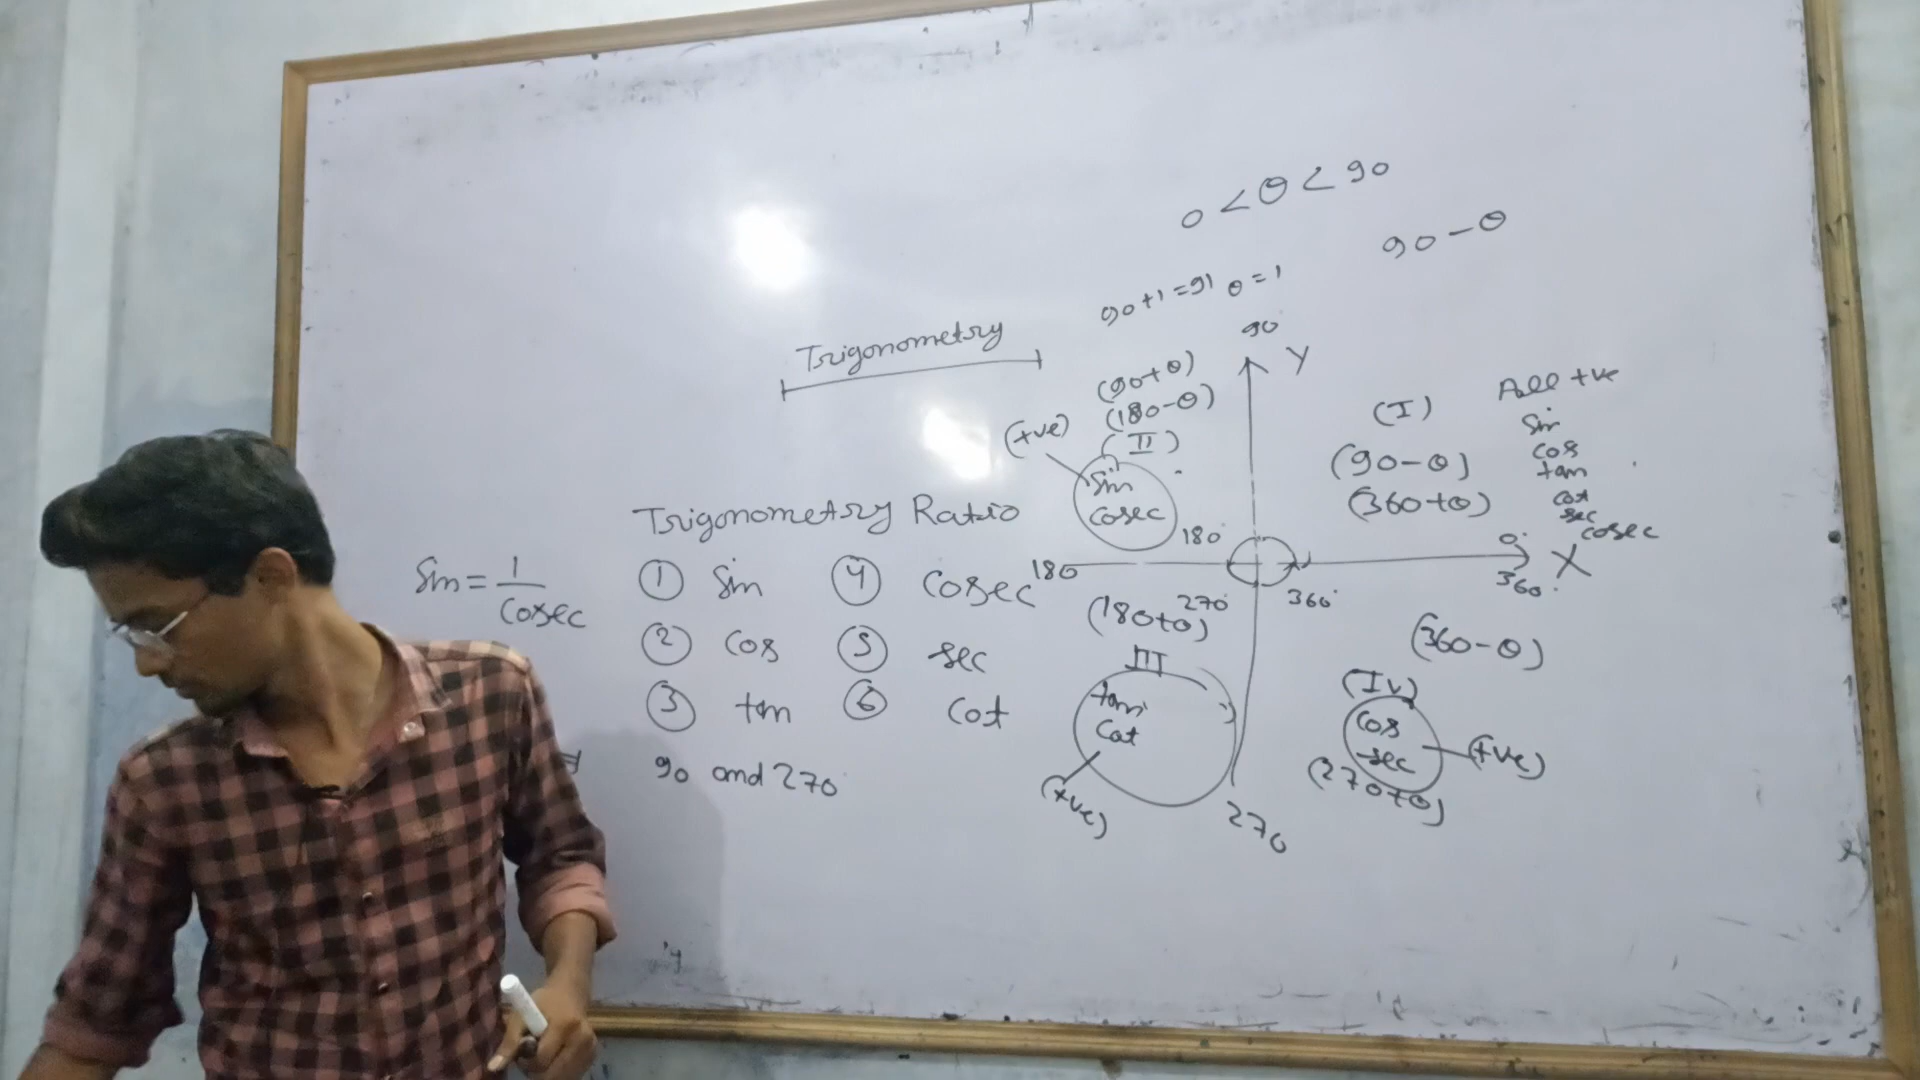 0 < θ < 90
90 - θ
90+1=91 θ=1
90°
Y
Trigonometry
(90+θ)
(180-θ)
(II)
(+ve)
Sin
Cosec
(I)
(90-θ)
(360+θ)
All +ve
Sin
Cos
tan
cot
sec
cosec
Trigonometry Ratio
Sin = 1/Cosec
① Sin ④ Cosec
② Cos ⑤ Sec
③ tan ⑥ Cot
90 and 270
180
180°
270°
360°
0°
360°
X
(180+θ)
III
tan
Cot
(+ve)
270
(360-θ)
(IV)
Cos
Sec
(+ve)
(270+θ)